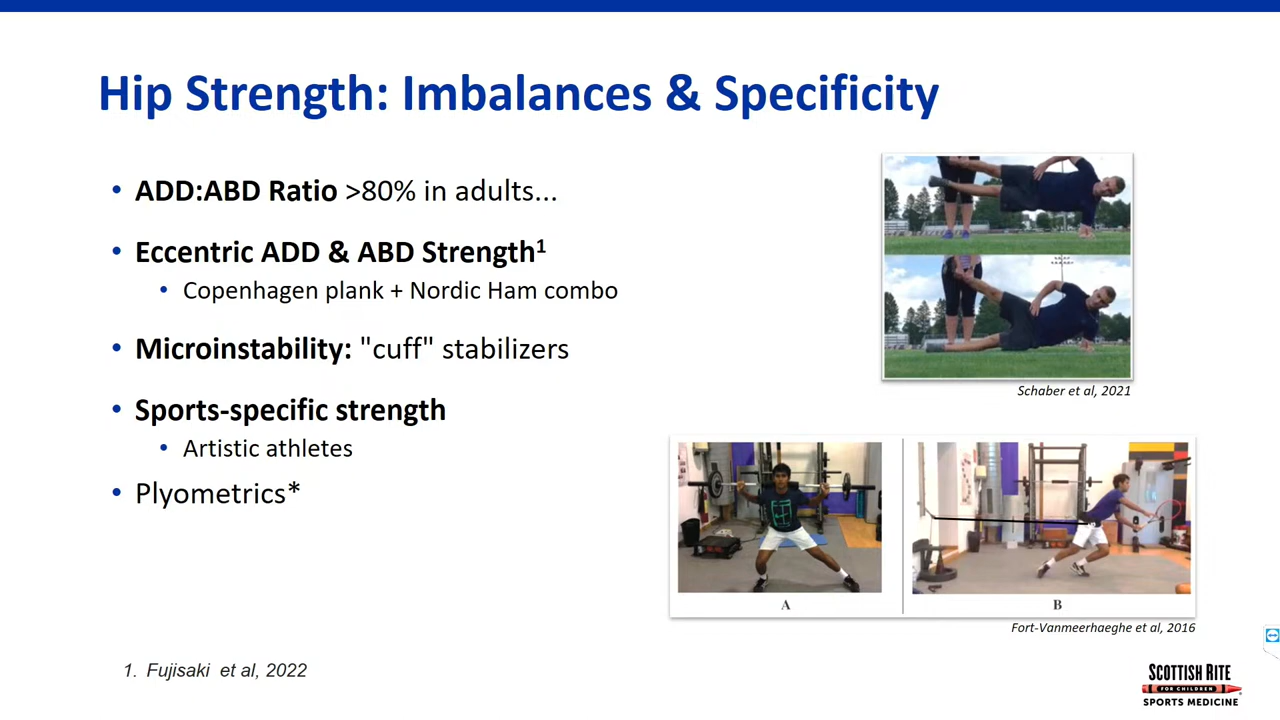 Hip Strength: Imbalances & Specificity
• ADD:ABD Ratio >80% in adults...
• Eccentric ADD & ABD Strength¹
• Copenhagen plank + Nordic Ham combo
• Microinstability: "cuff" stabilizers
• Sports-specific strength
• Artistic athletes
• Plyometrics*
Schaber et al, 2021
A
B
Fort-Vanmeerhaeghe et al, 2016
1. Fujisaki et al, 2022
SCOTTISH RITE
FOR CHILDREN
SPORTS MEDICINE